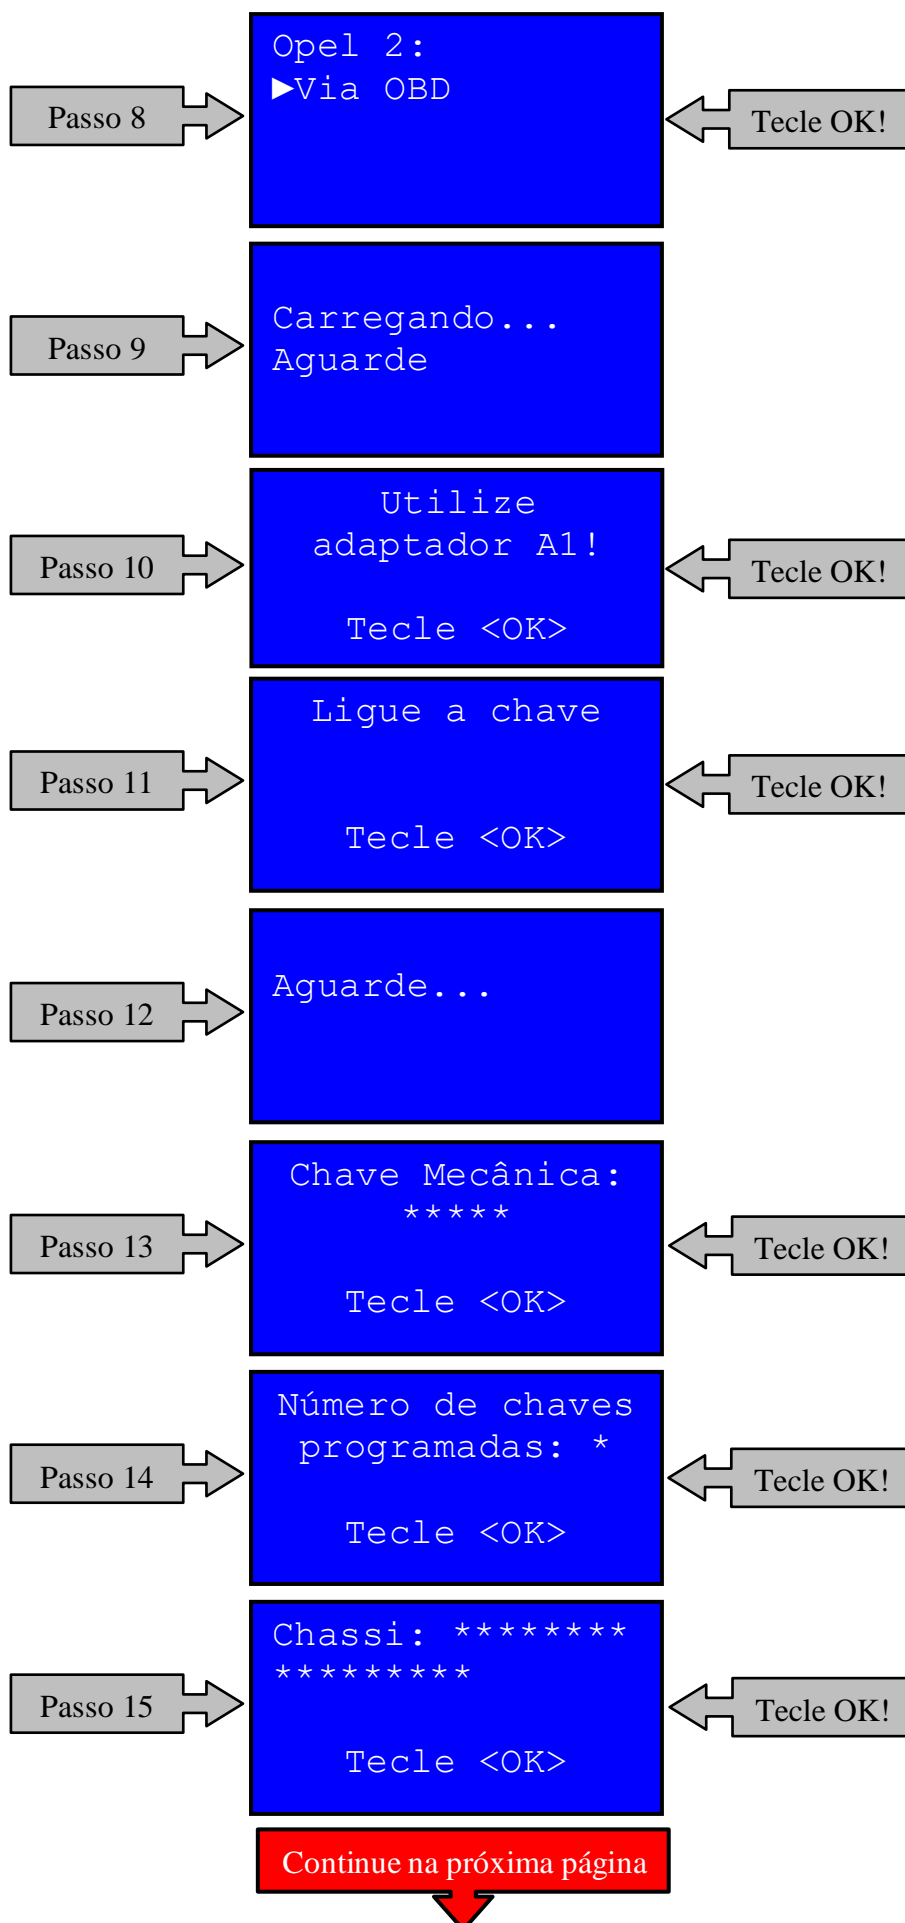 Opel 2:
►Via OBD
Passo 8
Tecle OK!
Carregando...
Aguarde
Passo 9
Utilize
adaptador A1!
Tecle <OK>
Passo 10
Tecle OK!
Ligue a chave
Tecle <OK>
Passo 11
Tecle OK!
Aguarde...
Passo 12
Chave Mecânica:
*****
Tecle <OK>
Passo 13
Tecle OK!
Número de chaves
programadas: *
Tecle <OK>
Passo 14
Tecle OK!
Chassi: ********
*********
Tecle <OK>
Passo 15
Tecle OK!
Continue na próxima página